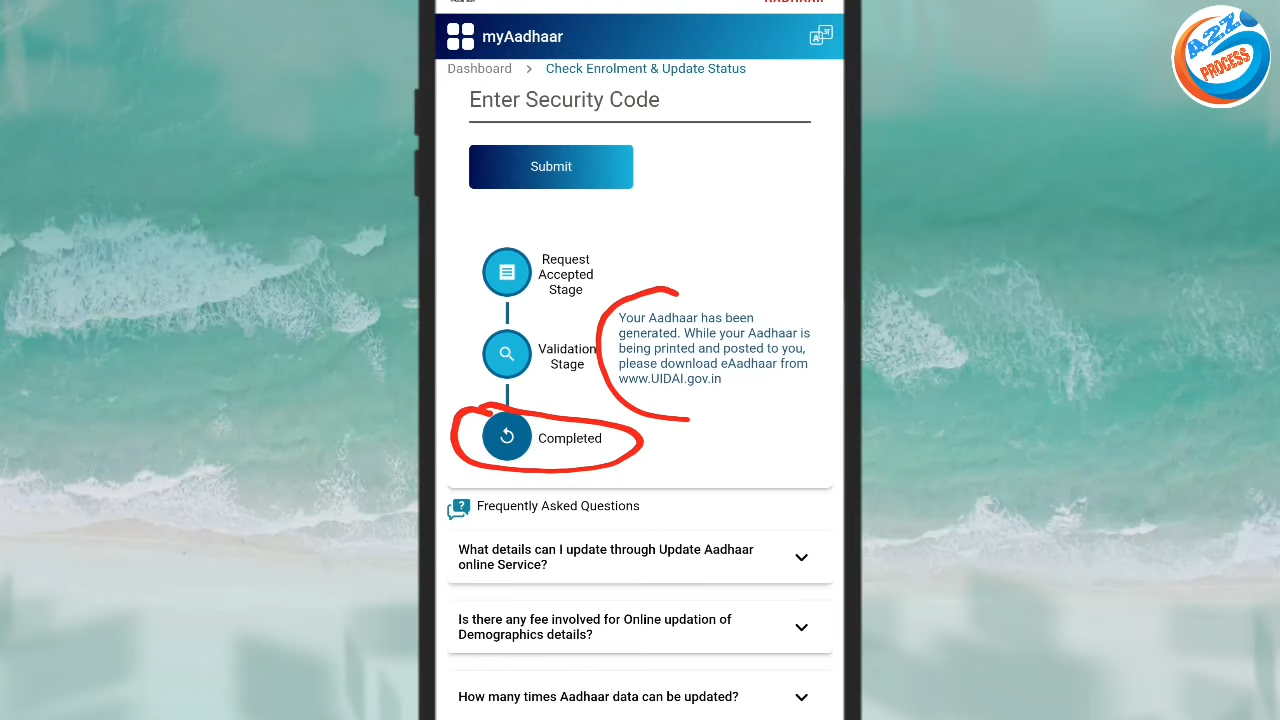 myAadhaar
Dashboard > Check Enrolment & Update Status
Enter Security Code
Submit
Request
Accepted
Stage
Validation
Stage
Your Aadhaar has been
generated. While your Aadhaar is
being printed and posted to you,
please download eAadhaar from
www.UIDAI.gov.in
Completed
Frequently Asked Questions
What details can I update through Update Aadhaar
online Service?
Is there any fee involved for Online updation of
Demographics details?
How many times Aadhaar data can be updated?
A2Z
PROCESS